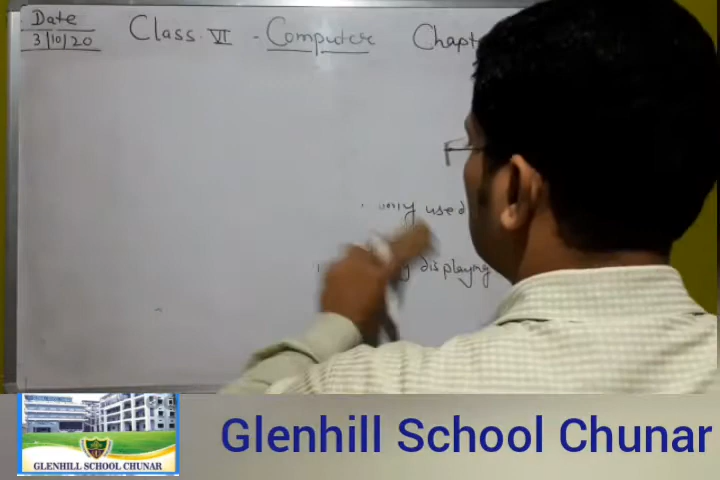 Date
3/10/20
Class. VI - Computer Chapt
F
only used
displaying
GLENHILL SCHOOL CHUNAR
Glenhill School Chunar